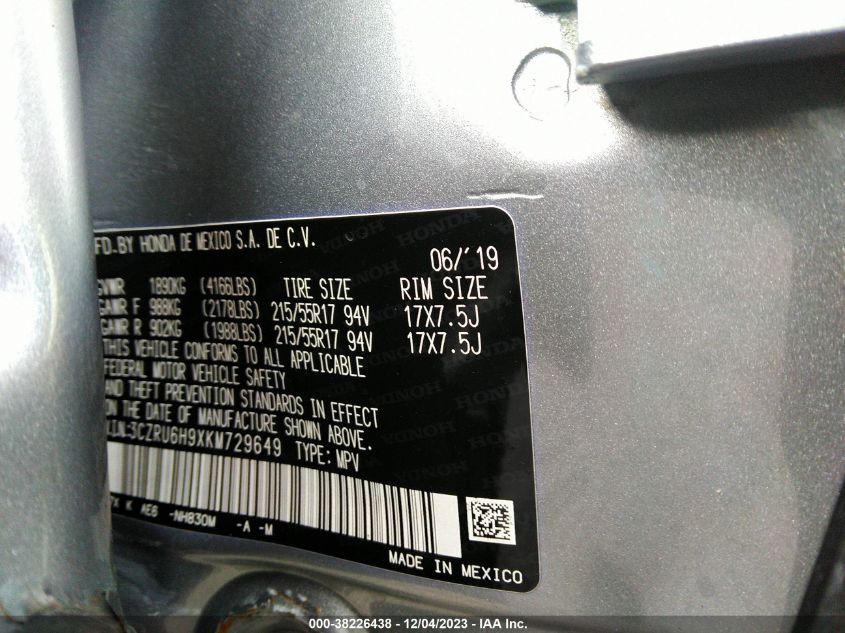 FD. BY HONDA DE MEXICO S.A. DE C.V.
06/'19
GVWR 1890KG (4166LBS) TIRE SIZE RIM SIZE
GAWR F 988KG (2178LBS) 215/55R17 94V 17X7.5J
GAWR R 902KG (1988LBS) 215/55R17 94V 17X7.5J
THIS VEHICLE CONFORMS TO ALL APPLICABLE
FEDERAL MOTOR VEHICLE SAFETY
AND THEFT PREVENTION STANDARDS IN EFFECT
ON THE DATE OF MANUFACTURE SHOWN ABOVE.
3CZRU6H9XKM729649 TYPE: MPV
K AE6 -NH830M -A -M
MADE IN MEXICO
000-38226438 - 12/04/2023 - IAA Inc.